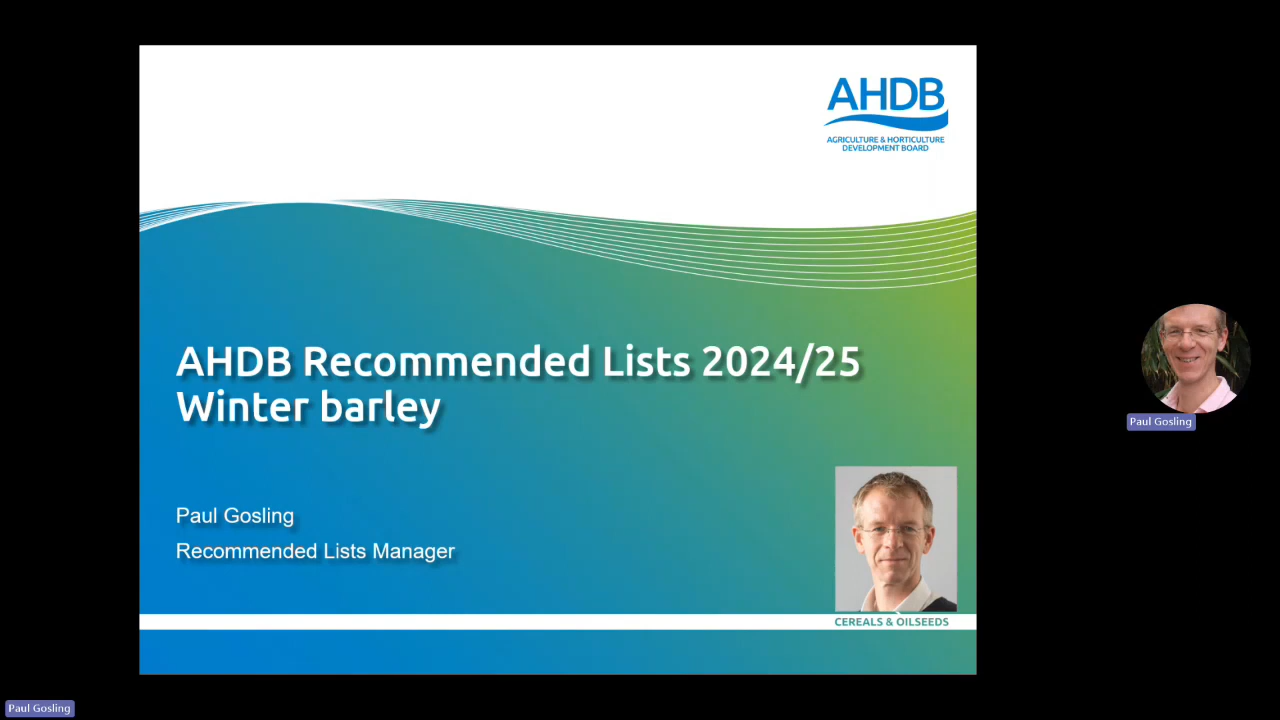 AHDB
AGRICULTURE & HORTICULTURE
DEVELOPMENT BOARD
AHDB Recommended Lists 2024/25
Winter barley
Paul Gosling
Recommended Lists Manager
CEREALS & OILSEEDS
Paul Gosling
Paul Gosling